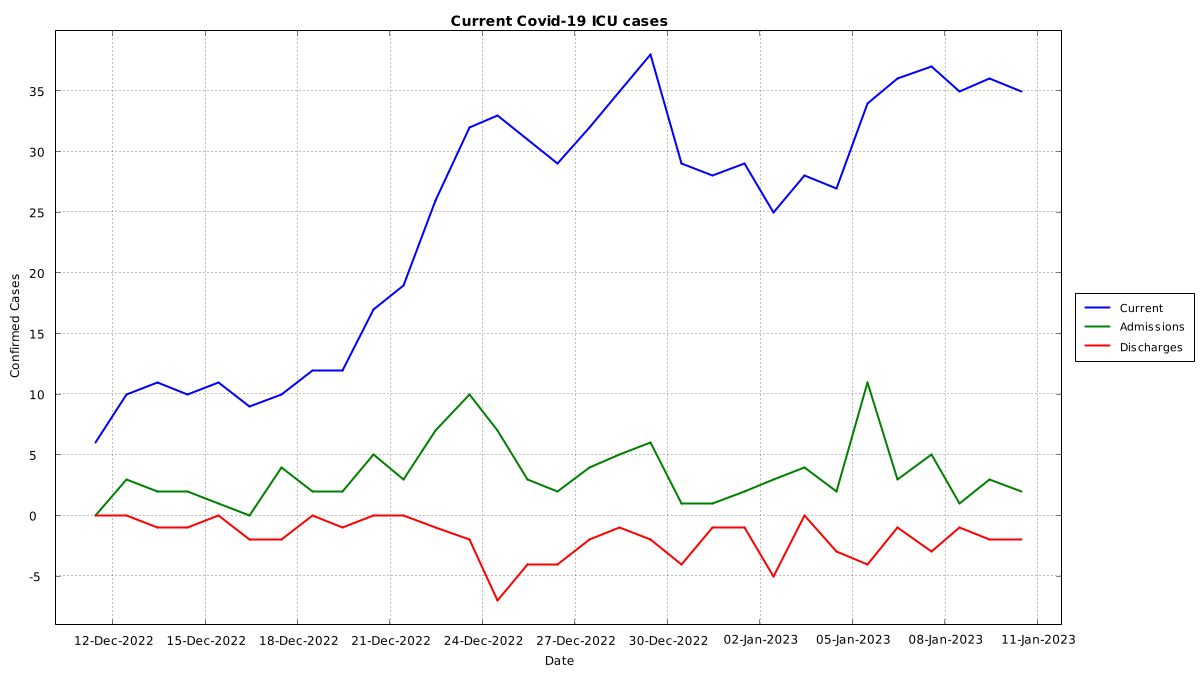 Current Covid-19 ICU cases
Confirmed Cases
35
30
25
20
15
10
5
0
-5
12-Dec-2022 15-Dec-2022 18-Dec-2022 21-Dec-2022 24-Dec-2022 27-Dec-2022 30-Dec-2022 02-Jan-2023 05-Jan-2023 08-Jan-2023 11-Jan-2023
Date
Current
Admissions
Discharges